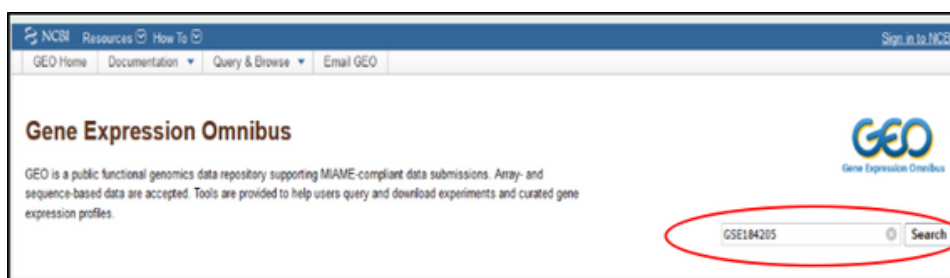 NCBI Resources How To Sign in to NCBI
GEO Home Documentation Query & Browse Email GEO
Gene Expression Omnibus
GEO
Gene Expression Omnibus
GEO is a public functional genomics data repository supporting MIAME-compliant data submissions. Array- and
sequence-based data are accepted. Tools are provided to help users query and download experiments and curated gene
expression profiles.
GSE184205 Search